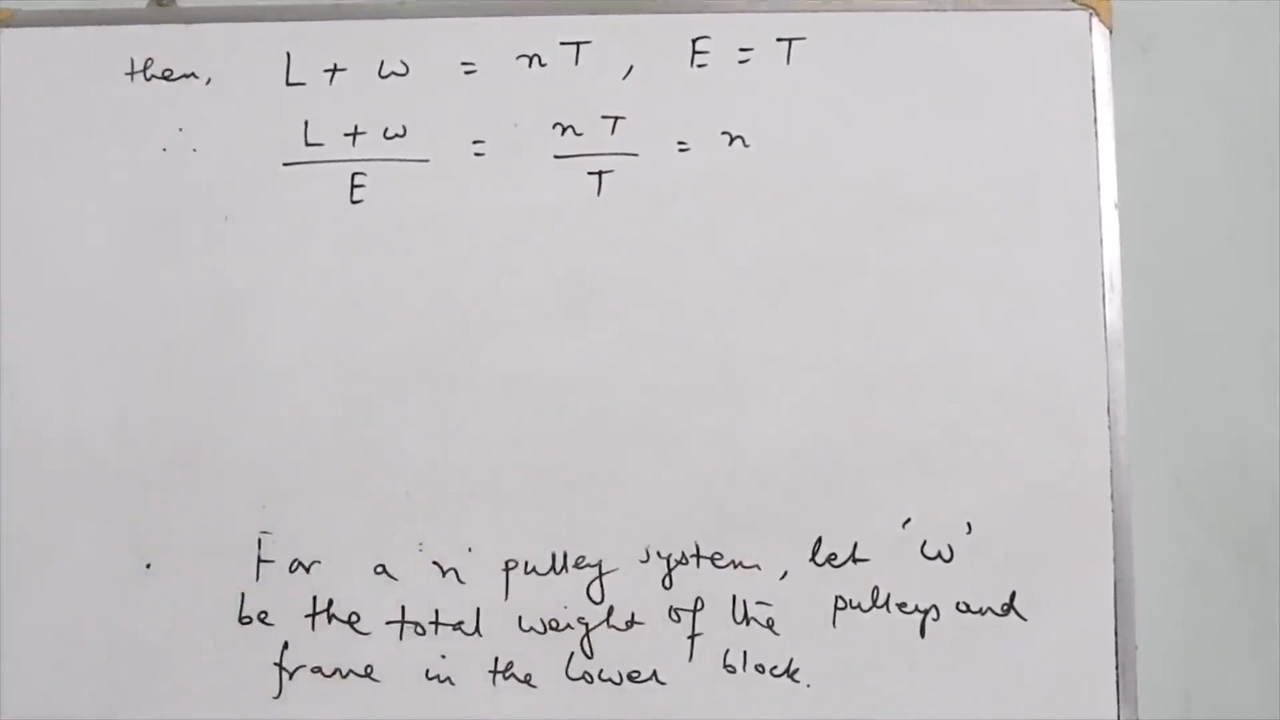 then, L + w = nT, E = T
∴ (L + w)/E = nT/T = n
For a 'n' pulley system, let 'w'
be the total weight of the pulleys and
frame in the lower block.